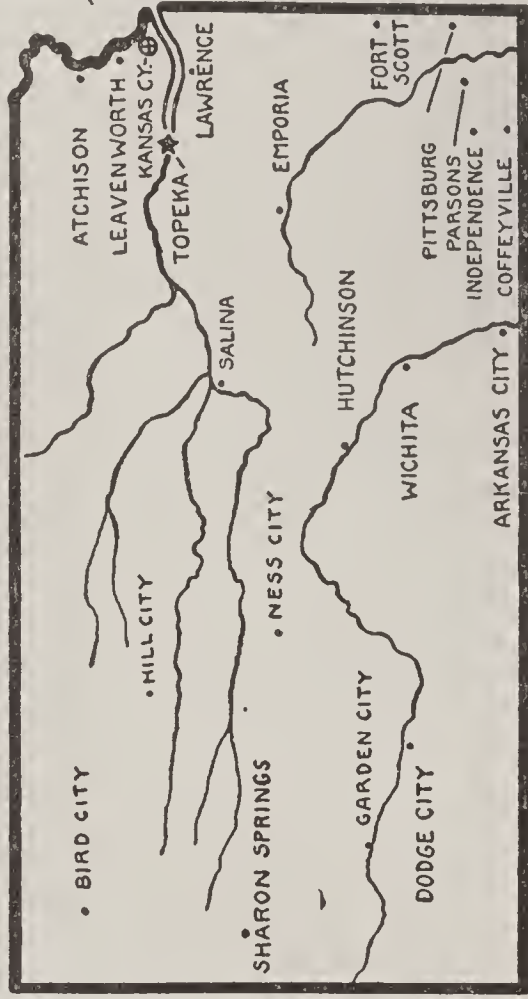 ATCHISON
LEAVENWORTH
KANSAS CY.
TOPEKA
LAWRENCE
BIRD CITY
HILL CITY
SALINA
EMPORIA
SHARON SPRINGS
NESS CITY
HUTCHINSON
FORT
SCOTT
GARDEN CITY
DODGE CITY
WICHITA
PITTSBURG
PARSONS
INDEPENDENCE
COFFEYVILLE
ARKANSAS CITY